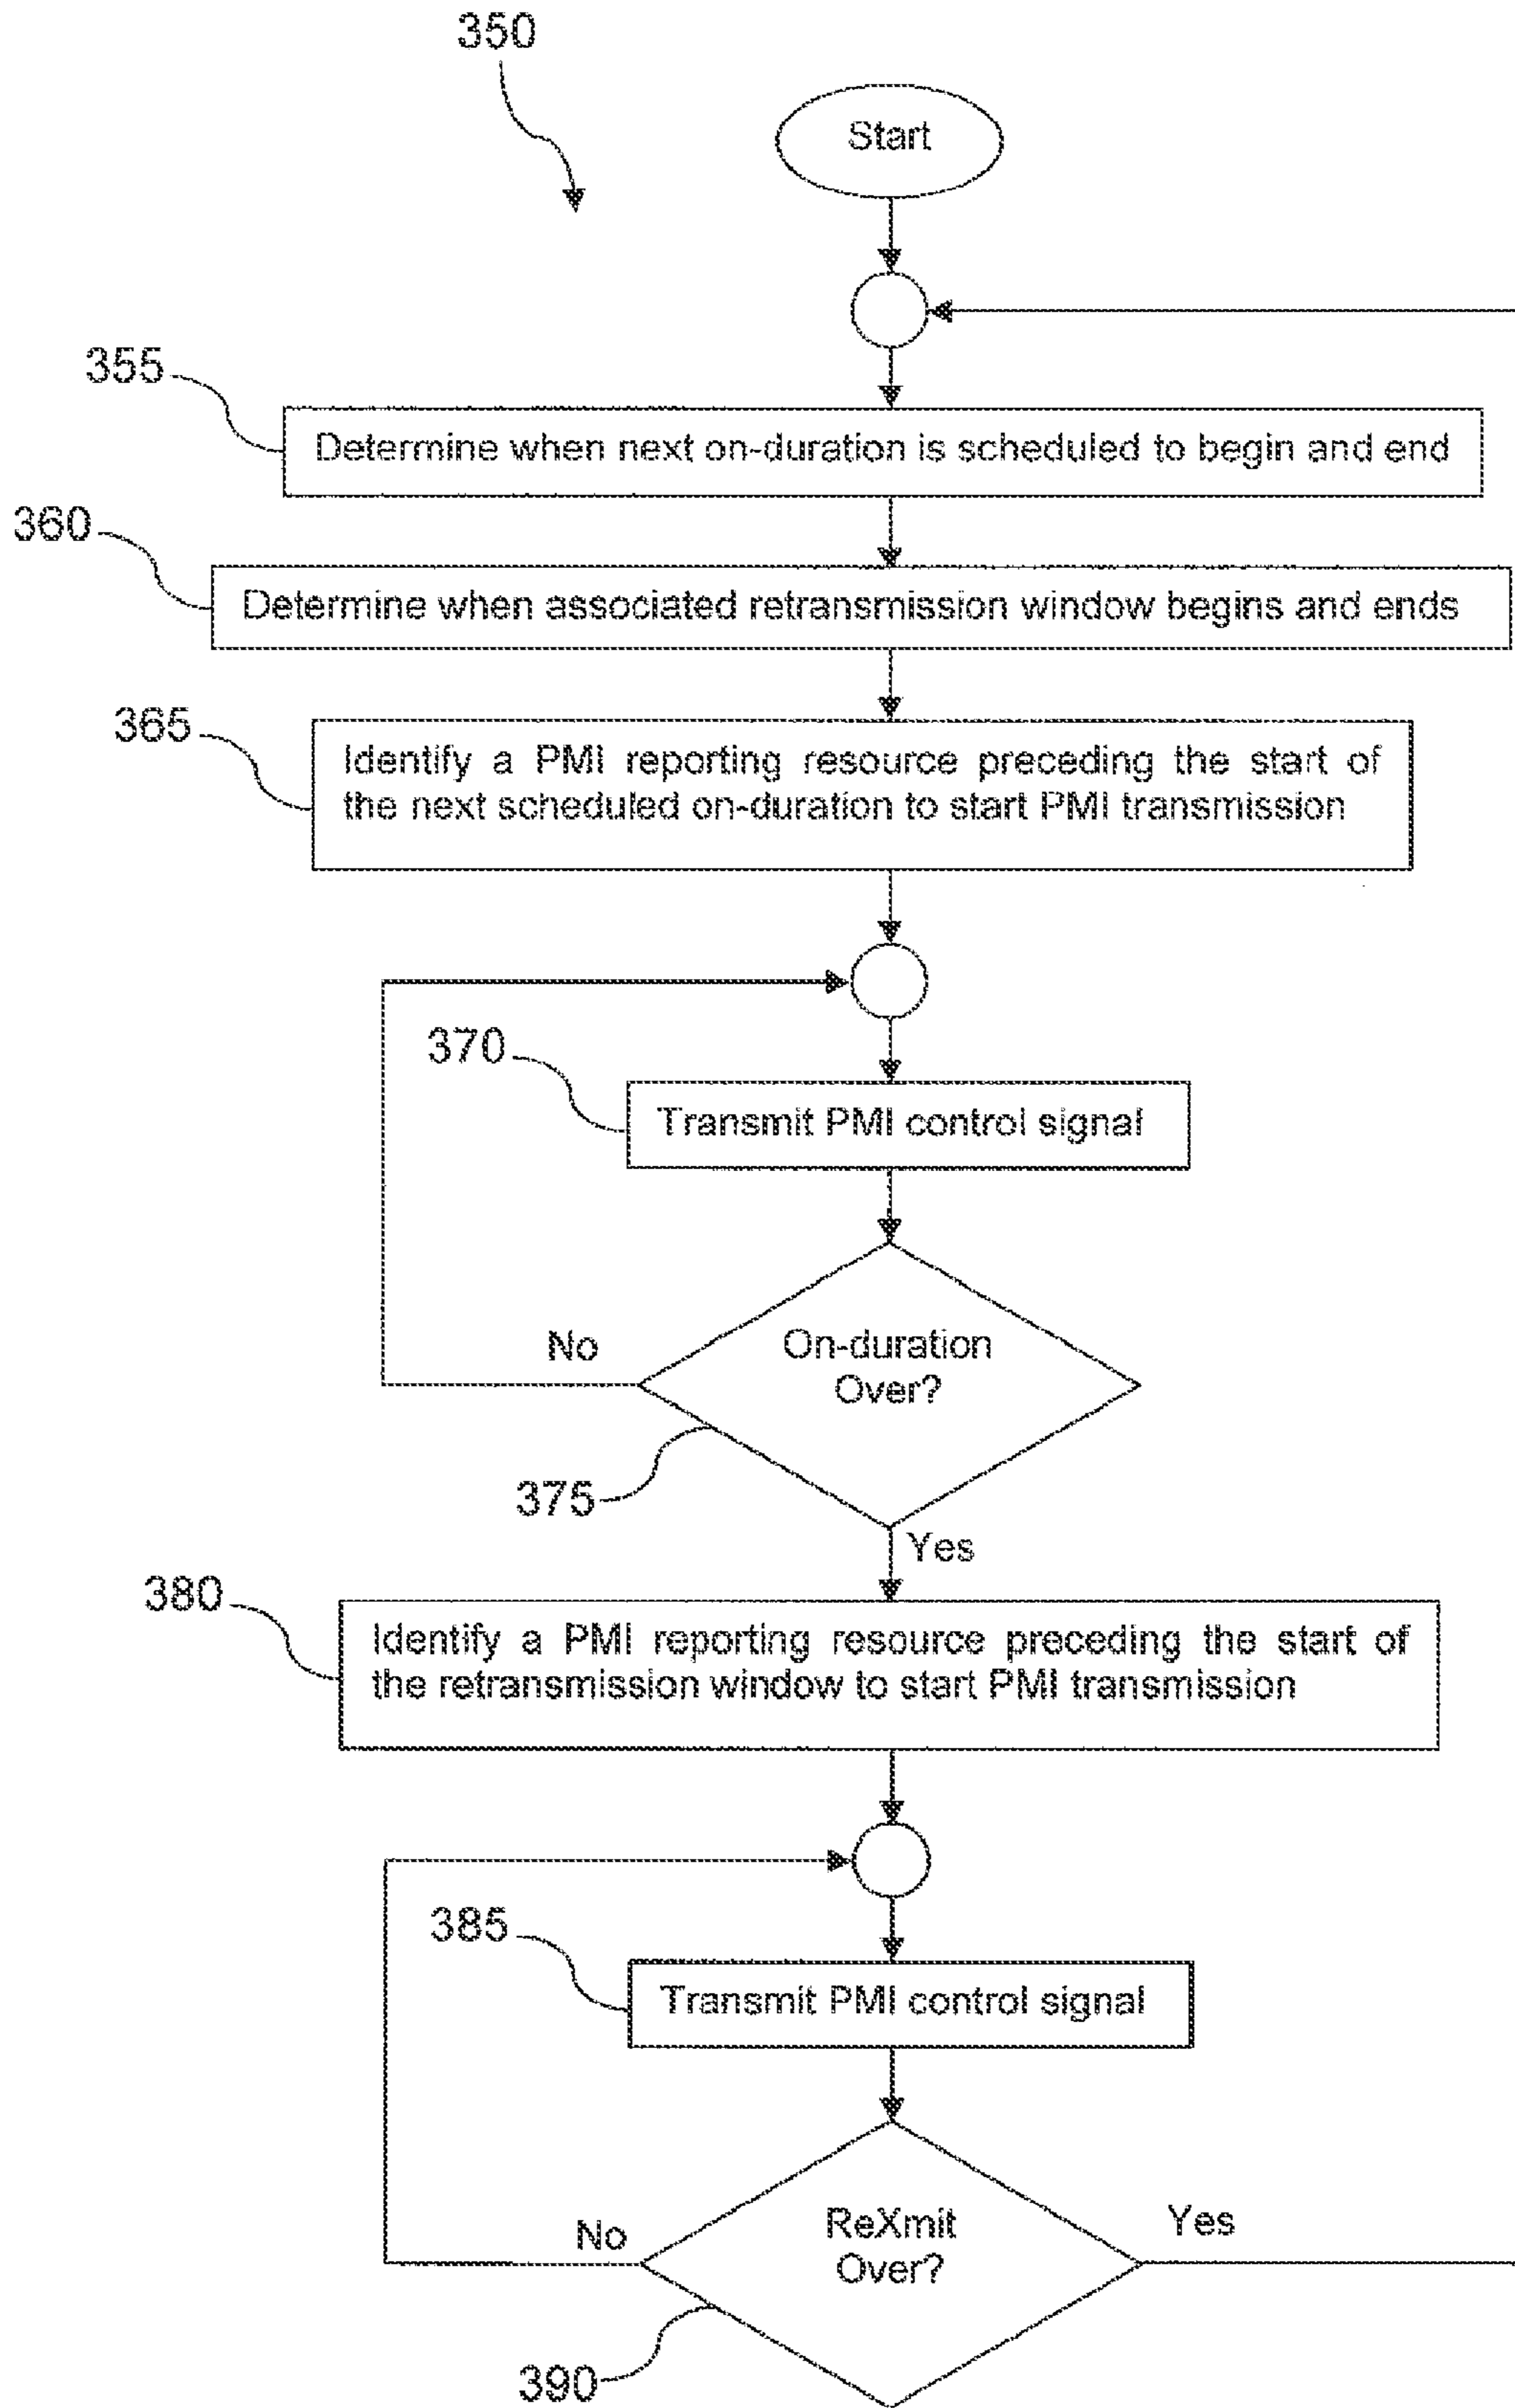 350
Start
355
Determine when next on-duration is scheduled to begin and end
360
Determine when associated retransmission window begins and ends
365
Identify a PMI reporting resource preceding the start of
the next scheduled on-duration to start PMI transmission
370
Transmit PMI control signal
No
On-duration
Over?
375
Yes
380
Identify a PMI reporting resource preceding the start of
the retransmission window to start PMI transmission
385
Transmit PMI control signal
No
ReXmit
Over?
Yes
390